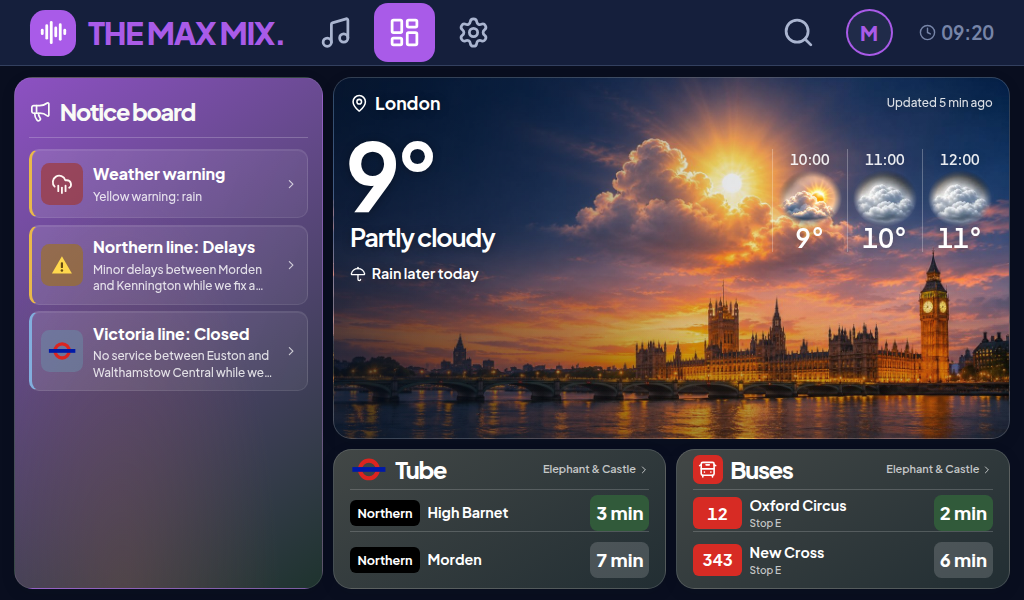 THE MAX MIX.
M
09:20
Notice board
Weather warning
Yellow warning: rain
Northern line: Delays
Minor delays between Morden
and Kennington while we fix a...
Victoria line: Closed
No service between Euston and
Walthamstow Central while we...
London
Updated 5 min ago
9°
Partly cloudy
Rain later today
10:00 11:00 12:00
9° 10° 11°
Tube
Elephant & Castle
Northern High Barnet 3 min
Northern Morden 7 min
Buses
Elephant & Castle
12 Oxford Circus 2 min
Stop E
343 New Cross 6 min
Stop E